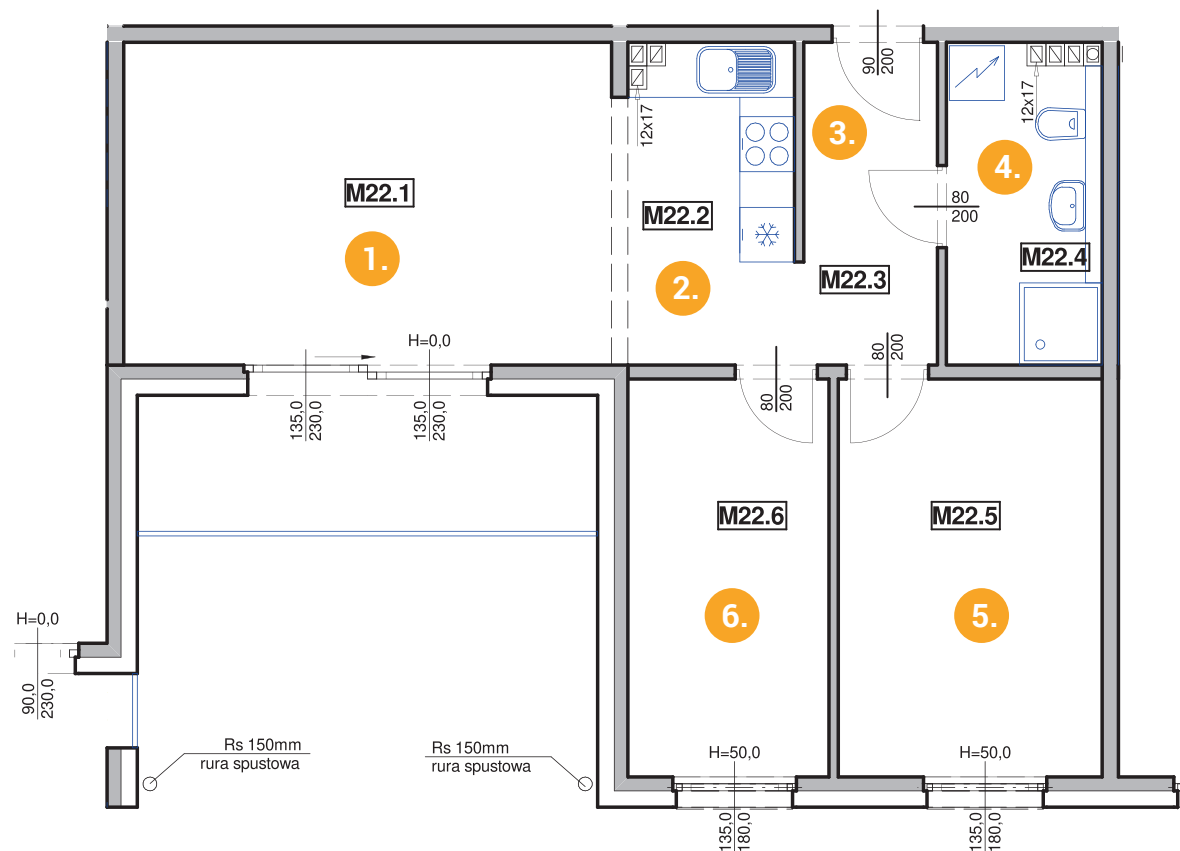 90
200
12x17
12x17
3.
4.
M22.1
80
200
M22.2
1.
M22.4
2.
M22.3
H=0,0
80
200
135,0
230,0
135,0
230,0
80
200
M22.6
M22.5
6.
5.
H=0,0
90,0
230,0
Rs 150mm
rura spustowa
Rs 150mm
rura spustowa
H=50,0
H=50,0
135,0
180,0
135,0
180,0